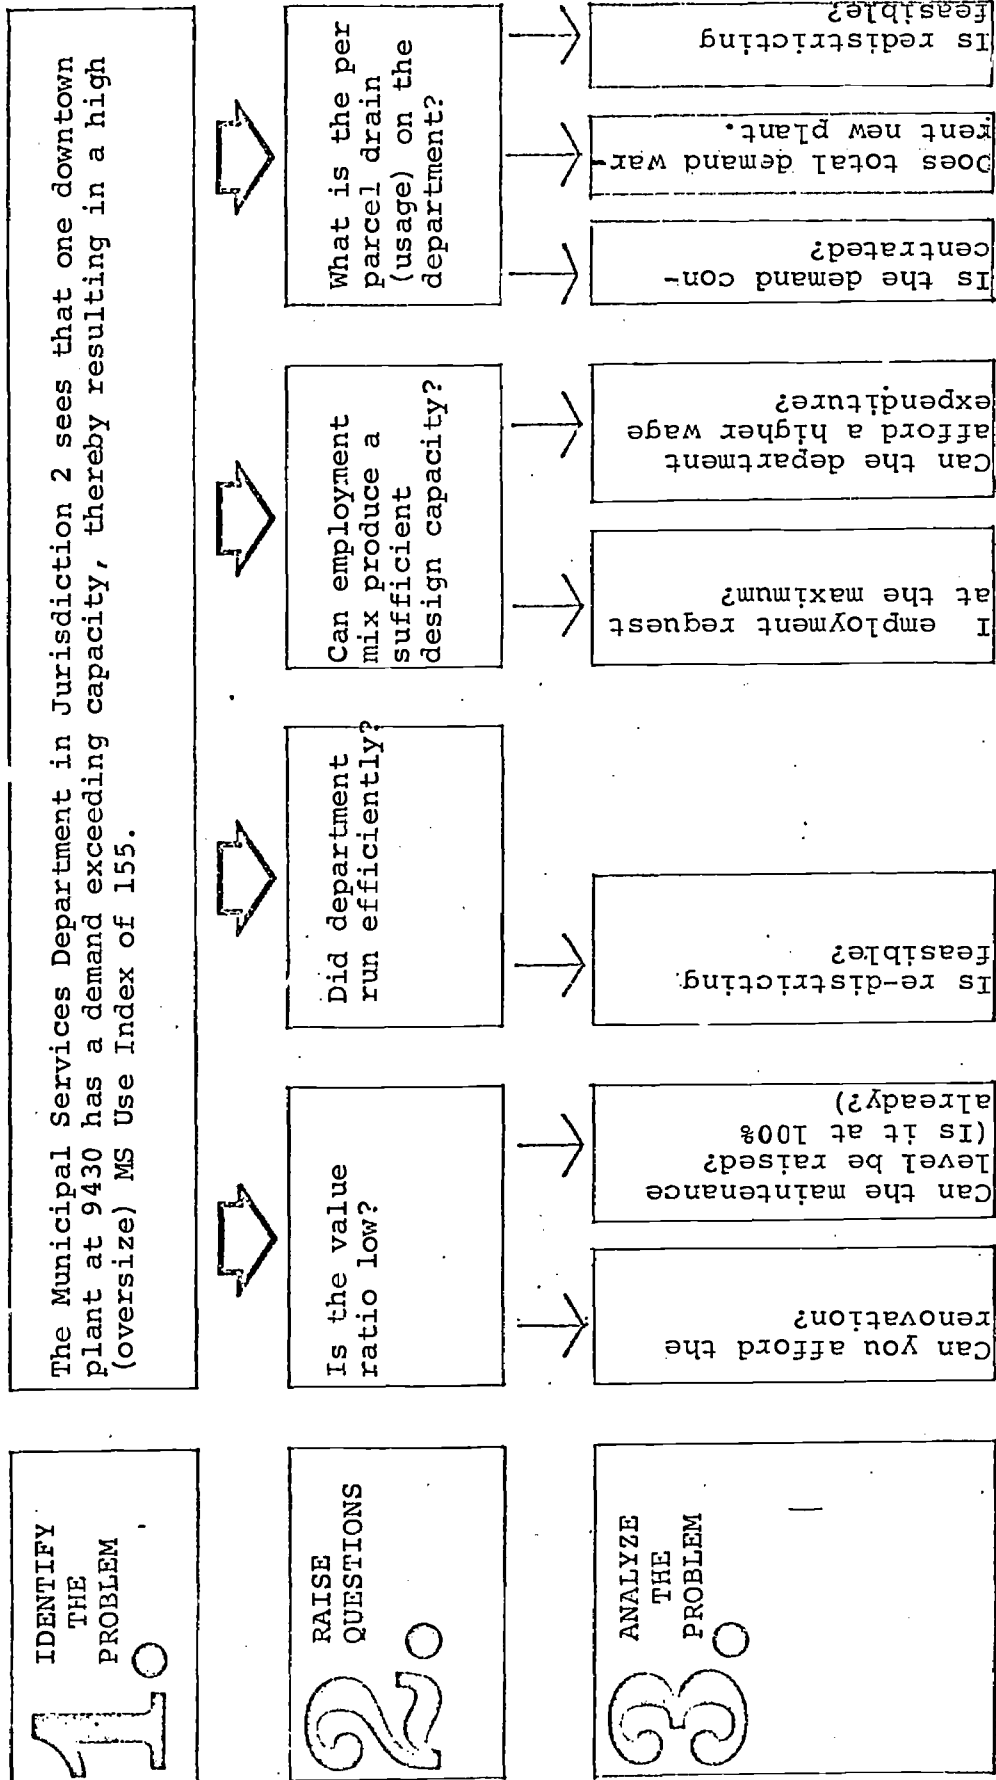 1.
IDENTIFY
THE
PROBLEM
The Municipal Services Department in Jurisdiction 2 sees that one downtown
plant at 9430 has a demand exceeding capacity, thereby resulting in a high
(oversize) MS Use Index of 155.
2.
RAISE
QUESTIONS
Is the value
ratio low?
Did department
run efficiently?
Can employment
mix produce a
sufficient
design capacity?
What is the per
parcel drain
(usage) on the
department?
3.
ANALYZE
THE
PROBLEM
Can you afford the
renovation?
Can the maintenance
level be raised?
(Is it at 100%
already?)
Is re-districting
feasible?
I employment request
at the maximum?
Can the department
afford a higher wage
expenditure?
Is the demand con-
centrated?
Does total demand war-
rent new plant.
Is redistricting
feasible?